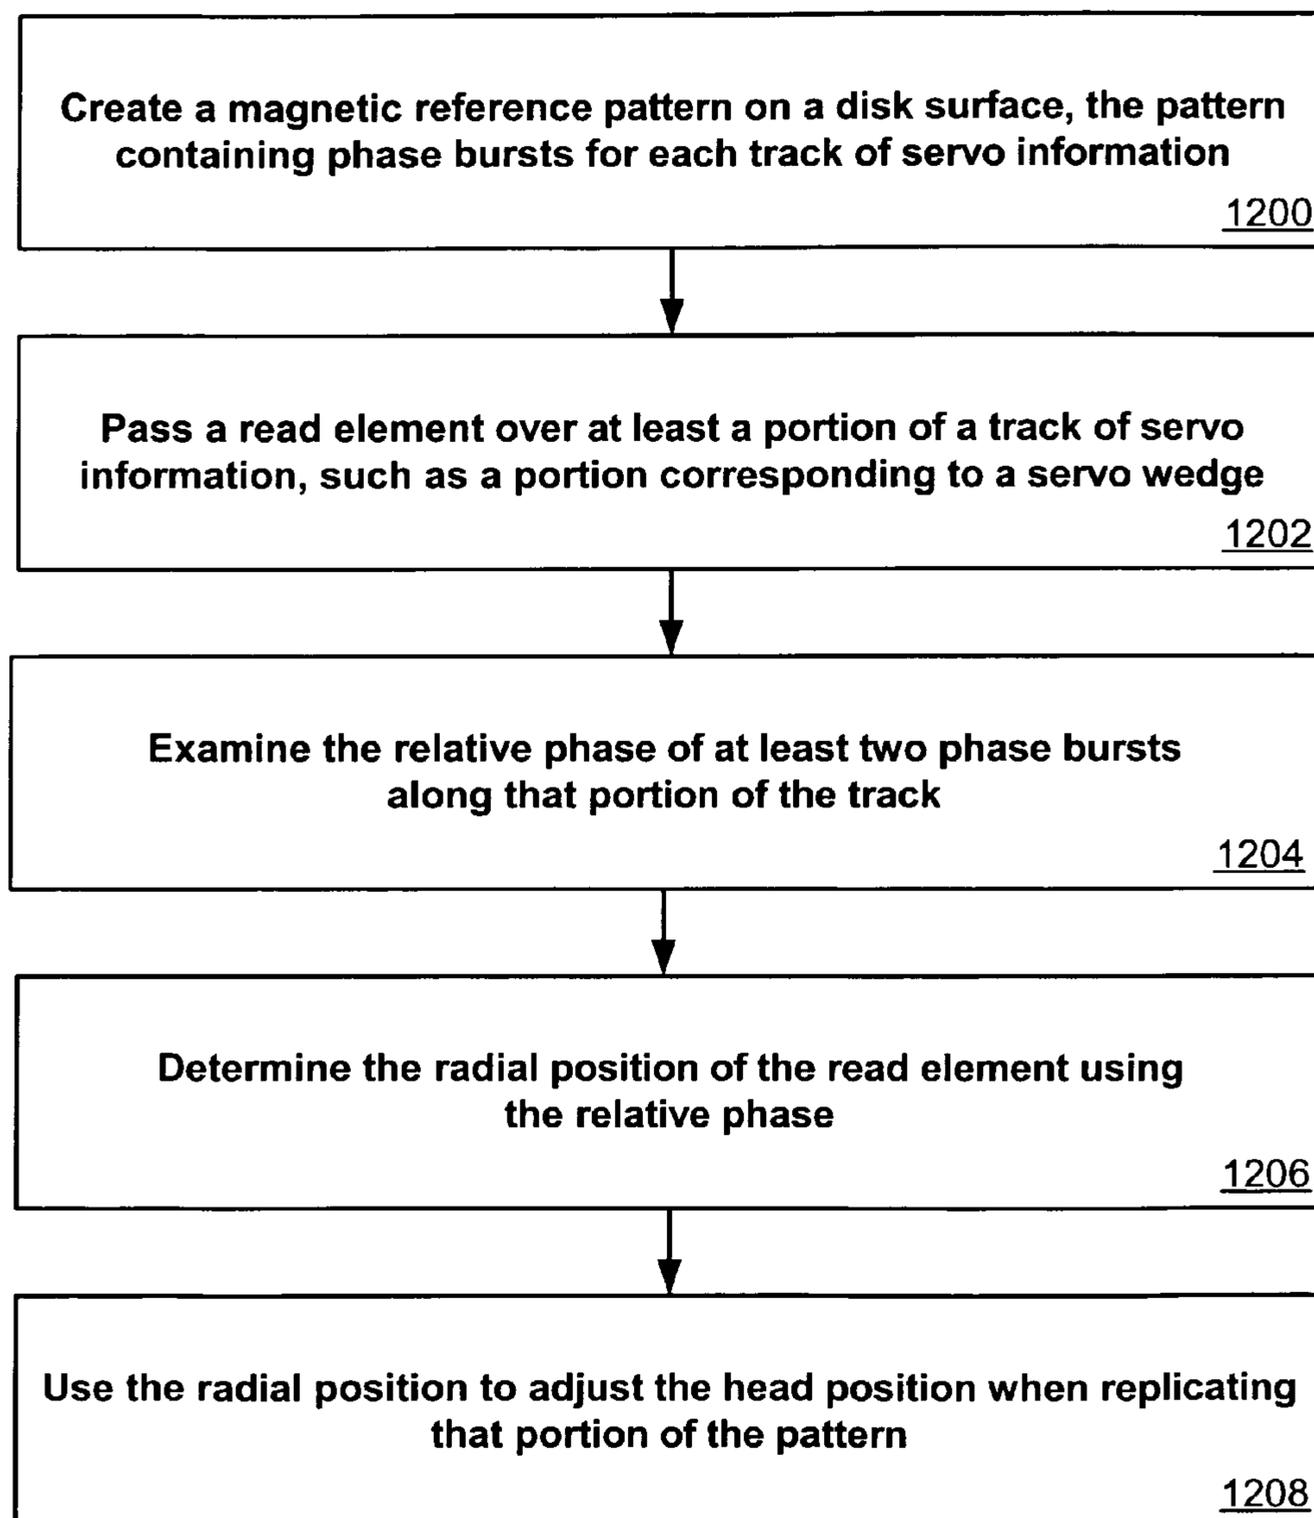 Create a magnetic reference pattern on a disk surface, the pattern
containing phase bursts for each track of servo information
1200
Pass a read element over at least a portion of a track of servo
information, such as a portion corresponding to a servo wedge
1202
Examine the relative phase of at least two phase bursts
along that portion of the track
1204
Determine the radial position of the read element using
the relative phase
1206
Use the radial position to adjust the head position when replicating
that portion of the pattern
1208